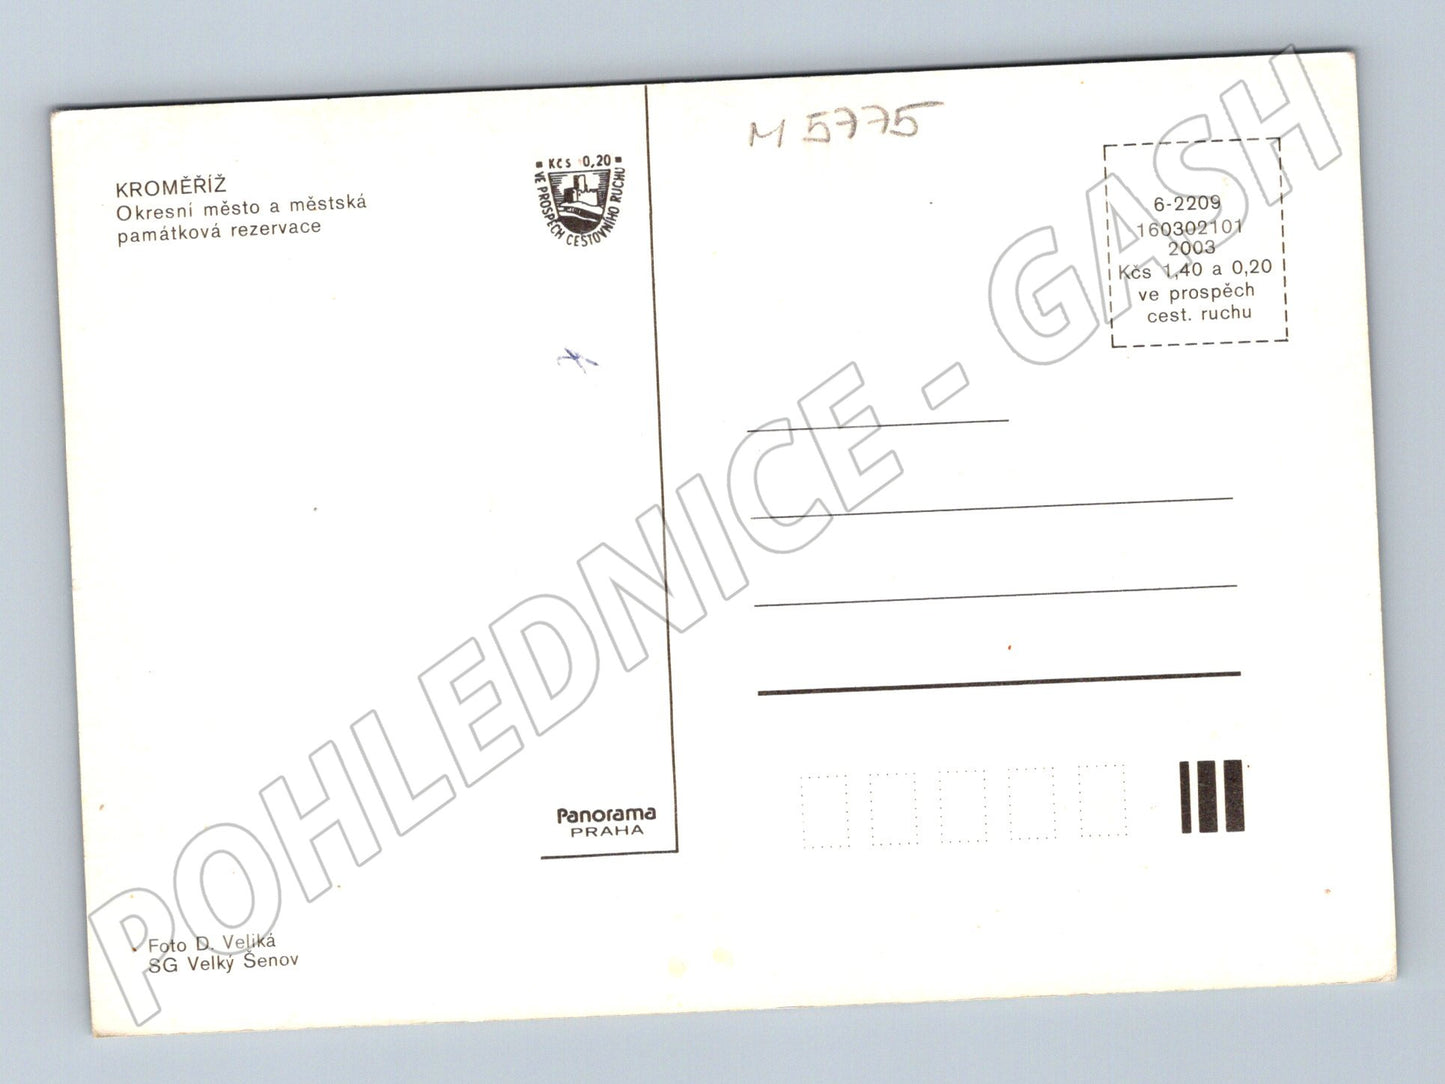 KROMĚŘÍŽ
Okresní město a městská
památková rezervace
Kčs 0,20
VE PROSPĚCH CESTOVNÍHO RUCHU
M 5775
6-2209
160302101
2003
Kčs 1,40 a 0,20
ve prospěch
cest. ruchu
Panorama
PRAHA
Foto D. Veliká
SG Velký Šenov
POHLEDNICE - GASH